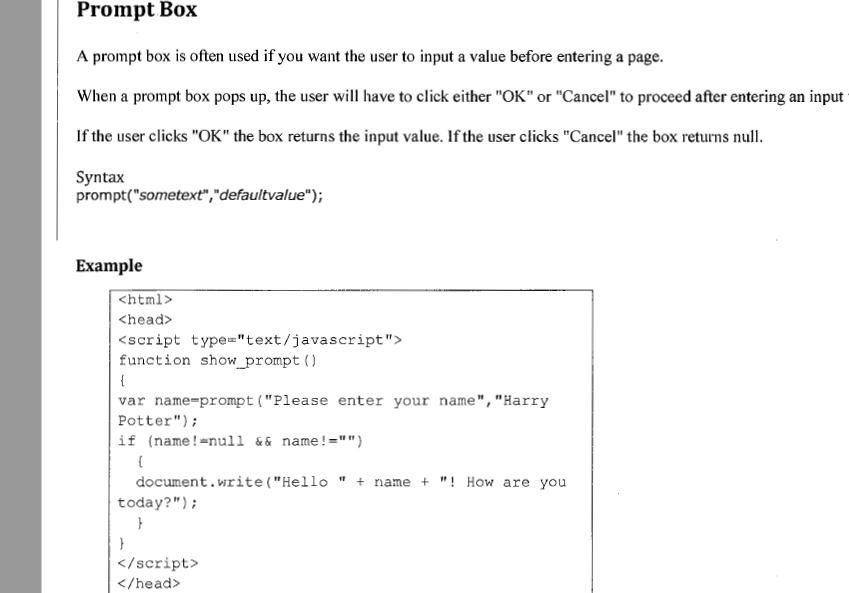 Prompt Box
A prompt box is often used if you want the user to input a value before entering a page.
When a prompt box pops up, the user will have to click either "OK" or "Cancel" to proceed after entering an input
If the user clicks "OK" the box returns the input value. If the user clicks "Cancel" the box returns null.
Syntax
prompt("sometext","defaultvalue");
Example
<html>
<head>
<script type="text/javascript">
function show_prompt()
{
var name=prompt("Please enter your name","Harry
Potter");
if (name!=null && name!="")
{
document.write("Hello " + name + "! How are you
today?");
}
}
</script>
</head>